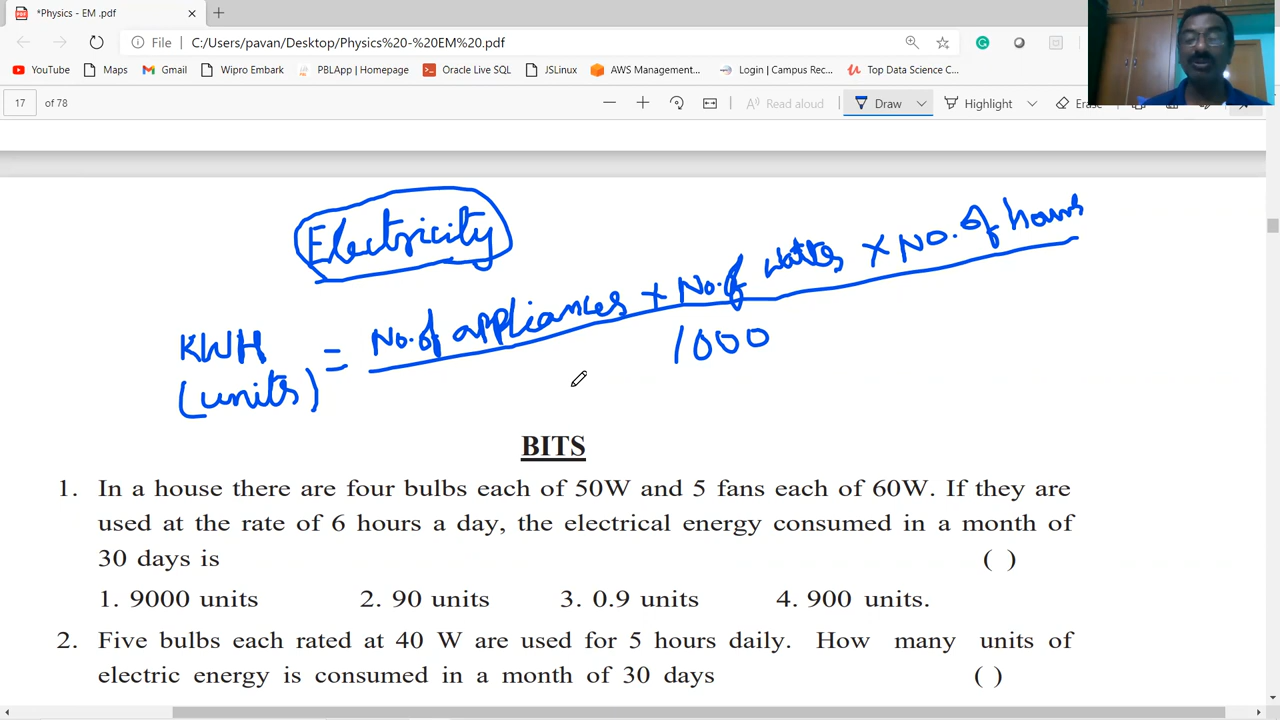 *Physics - EM .pdf
File C:/Users/pavan/Desktop/Physics%20-%20EM%20.pdf
YouTube Maps Gmail Wipro Embark PBLApp | Homepage Oracle Live SQL JSLinux AWS Management... Login | Campus Rec... Top Data Science C...
17 of 78 Read aloud Draw Highlight Erase
Electricity
KWH (units) = No. of appliances x No. of watts x No. of hours
1000
BITS
1. In a house there are four bulbs each of 50W and 5 fans each of 60W. If they are
used at the rate of 6 hours a day, the electrical energy consumed in a month of
30 days is ( )
1. 9000 units 2. 90 units 3. 0.9 units 4. 900 units.
2. Five bulbs each rated at 40 W are used for 5 hours daily. How many units of
electric energy is consumed in a month of 30 days ( )